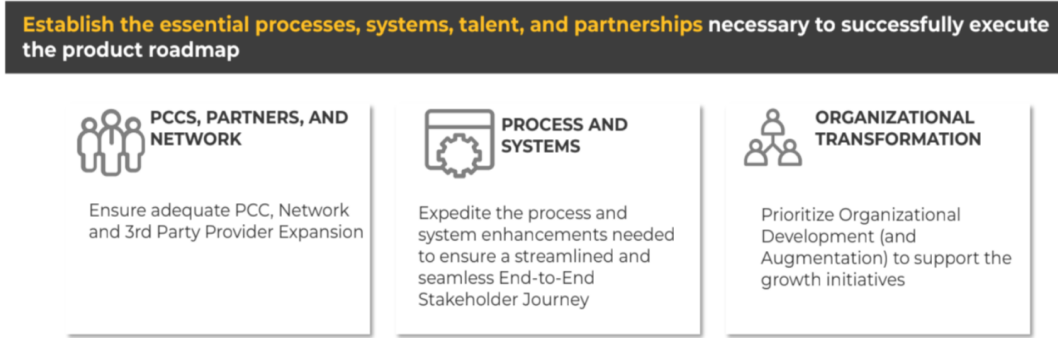 Establish the essential processes, systems, talent, and partnerships necessary to successfully execute
the product roadmap
PCCS, PARTNERS, AND
NETWORK
Ensure adequate PCC, Network
and 3rd Party Provider Expansion
PROCESS AND
SYSTEMS
Expedite the process and
system enhancements needed
to ensure a streamlined and
seamless End-to-End
Stakeholder Journey
ORGANIZATIONAL
TRANSFORMATION
Prioritize Organizational
Development (and
Augmentation) to support the
growth initiatives